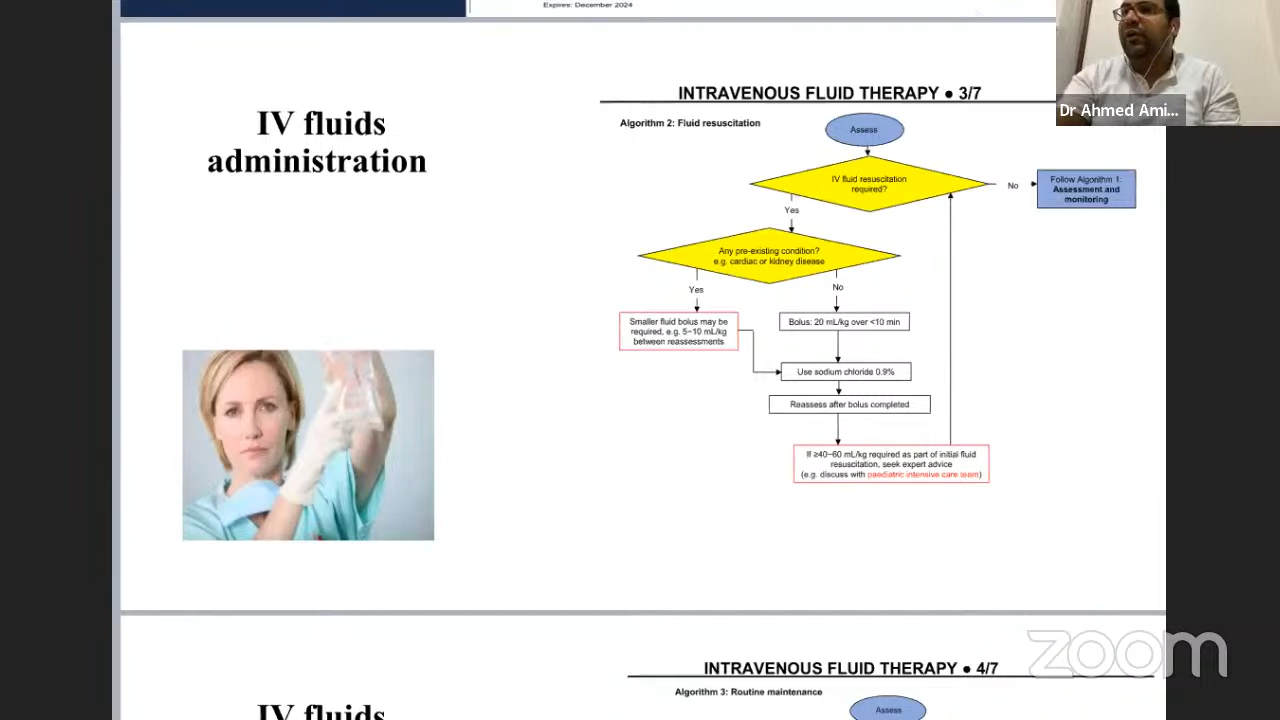 Expires: December 2024
IV fluids
administration
INTRAVENOUS FLUID THERAPY ● 3/7
Dr Ahmed Ami...
Algorithm 2: Fluid resuscitation
Assess
IV fluid resuscitation
required?
No
Follow Algorithm 1:
Assessment and
monitoring
Yes
Any pre-existing condition?
e.g. cardiac or kidney disease
Yes
No
Smaller fluid bolus may be
required, e.g. 5−10 mL/kg
between reassessments
Bolus: 20 mL/kg over <10 min
Use sodium chloride 0.9%
Reassess after bolus completed
If ≥40−60 mL/kg required as part of initial fluid
resuscitation, seek expert advice
(e.g. discuss with paediatric intensive care team)
zoom
INTRAVENOUS FLUID THERAPY ● 4/7
Algorithm 3: Routine maintenance
IV fluids
Assess